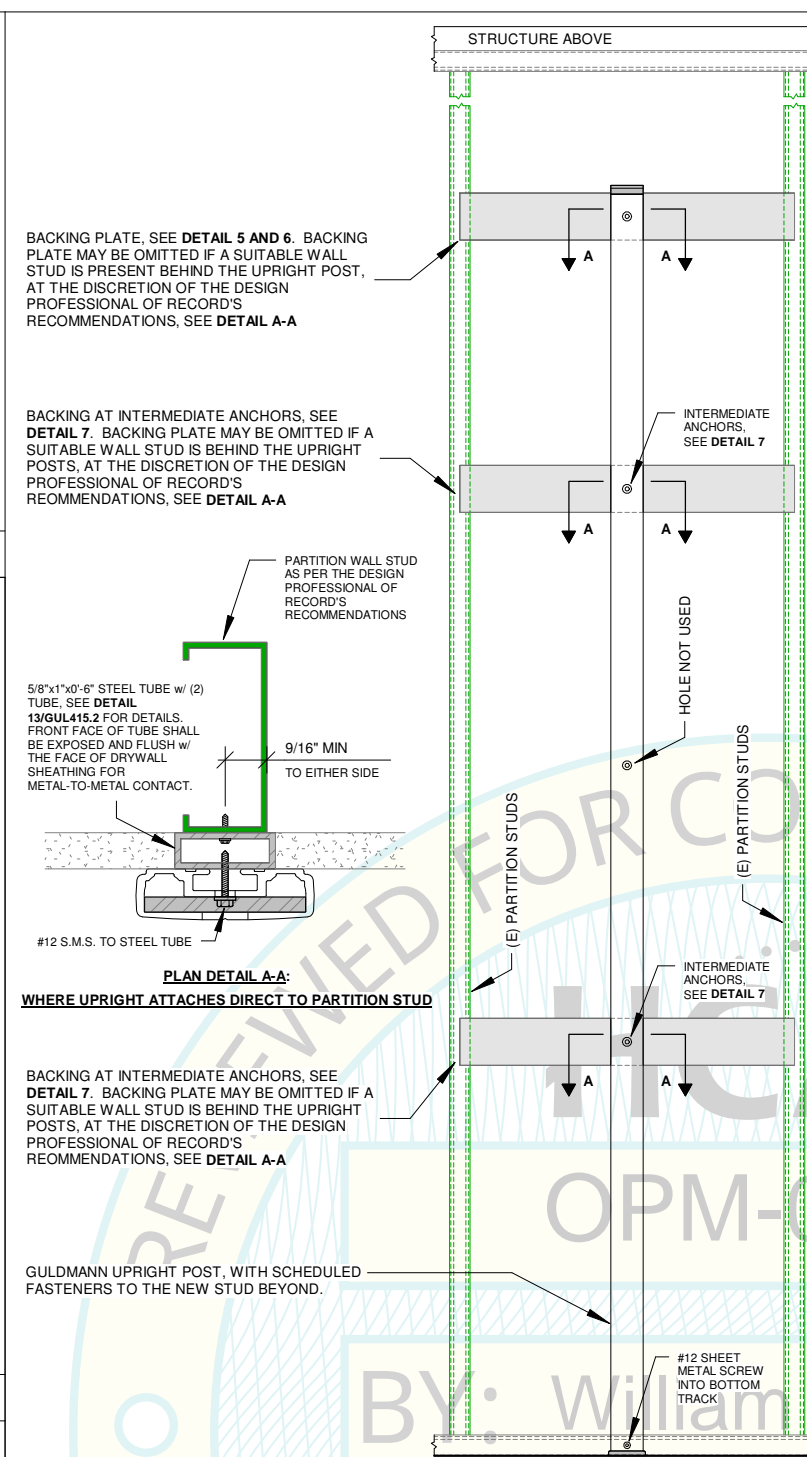 STRUCTURE ABOVE
BACKING PLATE, SEE DETAIL 5 AND 6.  BACKING
PLATE MAY BE OMITTED IF A SUITABLE WALL
STUD IS PRESENT BEHIND THE UPRIGHT POST,
AT THE DISCRETION OF THE DESIGN
PROFESSIONAL OF RECORD'S
RECOMMENDATIONS, SEE DETAIL A-A
A
A
BACKING AT INTERMEDIATE ANCHORS, SEE
DETAIL 7.  BACKING PLATE MAY BE OMITTED IF A
SUITABLE WALL STUD IS BEHIND THE UPRIGHT
POSTS, AT THE DISCRETION OF THE DESIGN
PROFESSIONAL OF RECORD'S
REOMMENDATIONS, SEE DETAIL A-A
INTERMEDIATE
ANCHORS,
SEE DETAIL 7
A
A
PARTITION WALL STUD
AS PER THE DESIGN
PROFESSIONAL OF
RECORD'S
RECOMMENDATIONS
5/8"x1"x0'-6" STEEL TUBE w/ (2)
TUBE, SEE DETAIL
13/GUL415.2 FOR DETAILS.
FRONT FACE OF TUBE SHALL
BE EXPOSED AND FLUSH w/
THE FACE OF DRYWALL
SHEATHING FOR
METAL-TO-METAL CONTACT.
9/16" MIN
TO EITHER SIDE
#12 S.M.S. TO STEEL TUBE
PLAN DETAIL A-A:
WHERE UPRIGHT ATTACHES DIRECT TO PARTITION STUD
HOLE NOT USED
(E) PARTITION STUDS
(E) PARTITION STUDS
INTERMEDIATE
ANCHORS,
SEE DETAIL 7
A
A
BACKING AT INTERMEDIATE ANCHORS, SEE
DETAIL 7.  BACKING PLATE MAY BE OMITTED IF A
SUITABLE WALL STUD IS BEHIND THE UPRIGHT
POSTS, AT THE DISCRETION OF THE DESIGN
PROFESSIONAL OF RECORD'S
REOMMENDATIONS, SEE DETAIL A-A
GULDMANN UPRIGHT POST, WITH SCHEDULED
FASTENERS TO THE NEW STUD BEYOND.
#12 SHEET
METAL SCREW
INTO BOTTOM
TRACK
REVIEWED FOR CO
HCA
OPM-0
BY: William